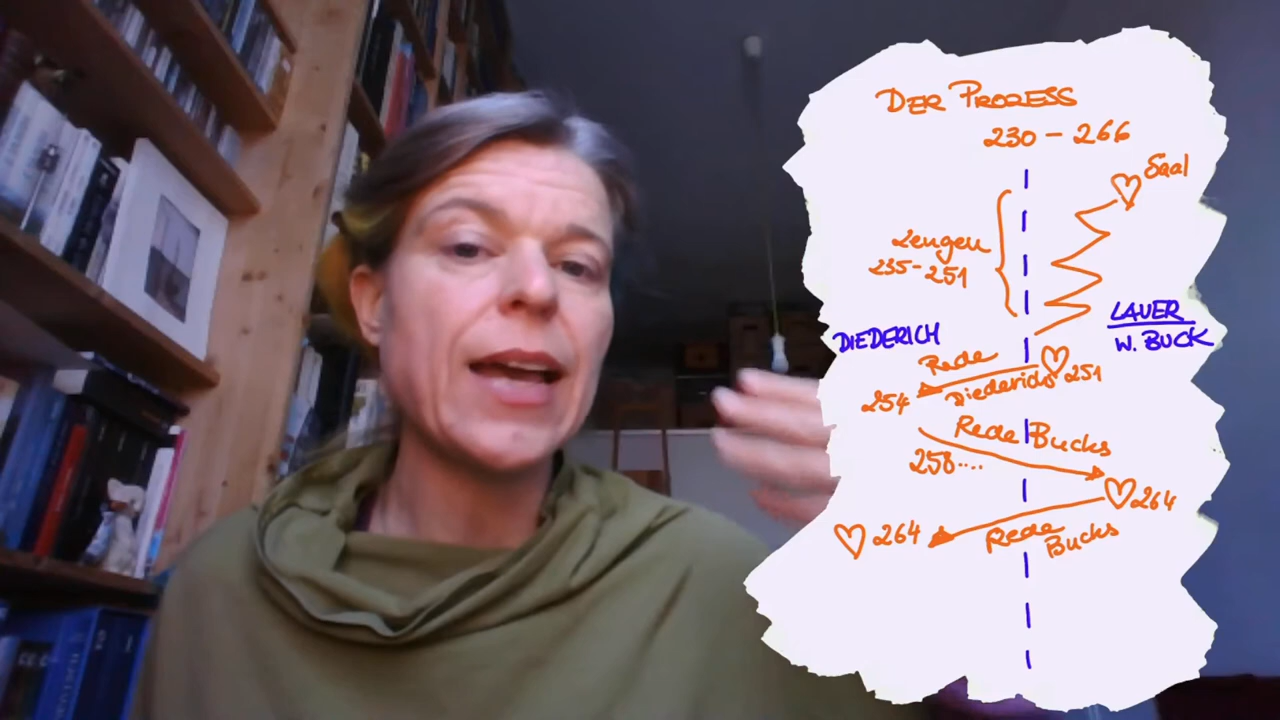 DER PROZESS
230 – 266
Saal
Zeugen
235–251
DIEDERICH
LAUER
W. BUCK
Rede
Diederichs 251
254
Rede Bucks
258....
264
264
Rede
Bucks